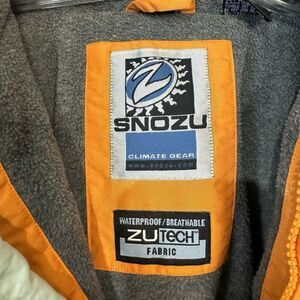 Z
SNOZU
CLIMATE GEAR
www.snozu.com
WATERPROOF/BREATHABLE
ZUTECH
FABRIC